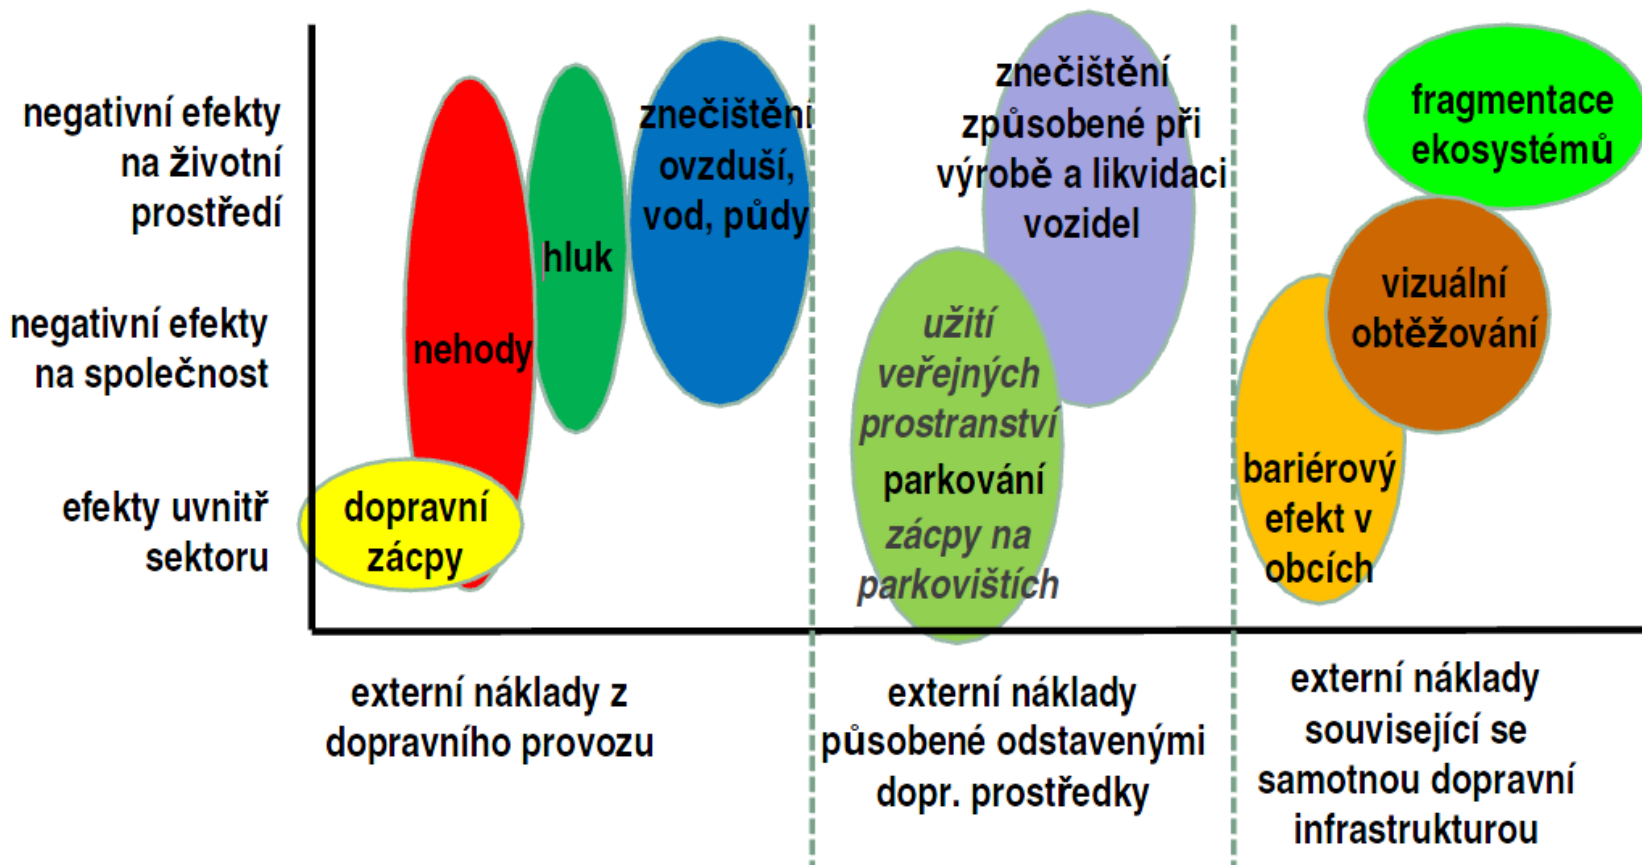 negativní efekty
na životní
prostředí
negativní efekty
na společnost
efekty uvnitř
sektoru
nehody
hluk
znečištění
ovzduší,
vod, půdy
dopravní
zácpy
znečištění
způsobené při
výrobě a likvidaci
vozidel
užití
veřejných
prostranství
parkování
zácpy na
parkovištích
fragmentace
ekosystémů
vizuální
obtěžování
bariérový
efekt v
obcích
externí náklady z
dopravního provozu
externí náklady
působené odstavenými
dopr. prostředky
externí náklady
související se
samotnou dopravní
infrastrukturou